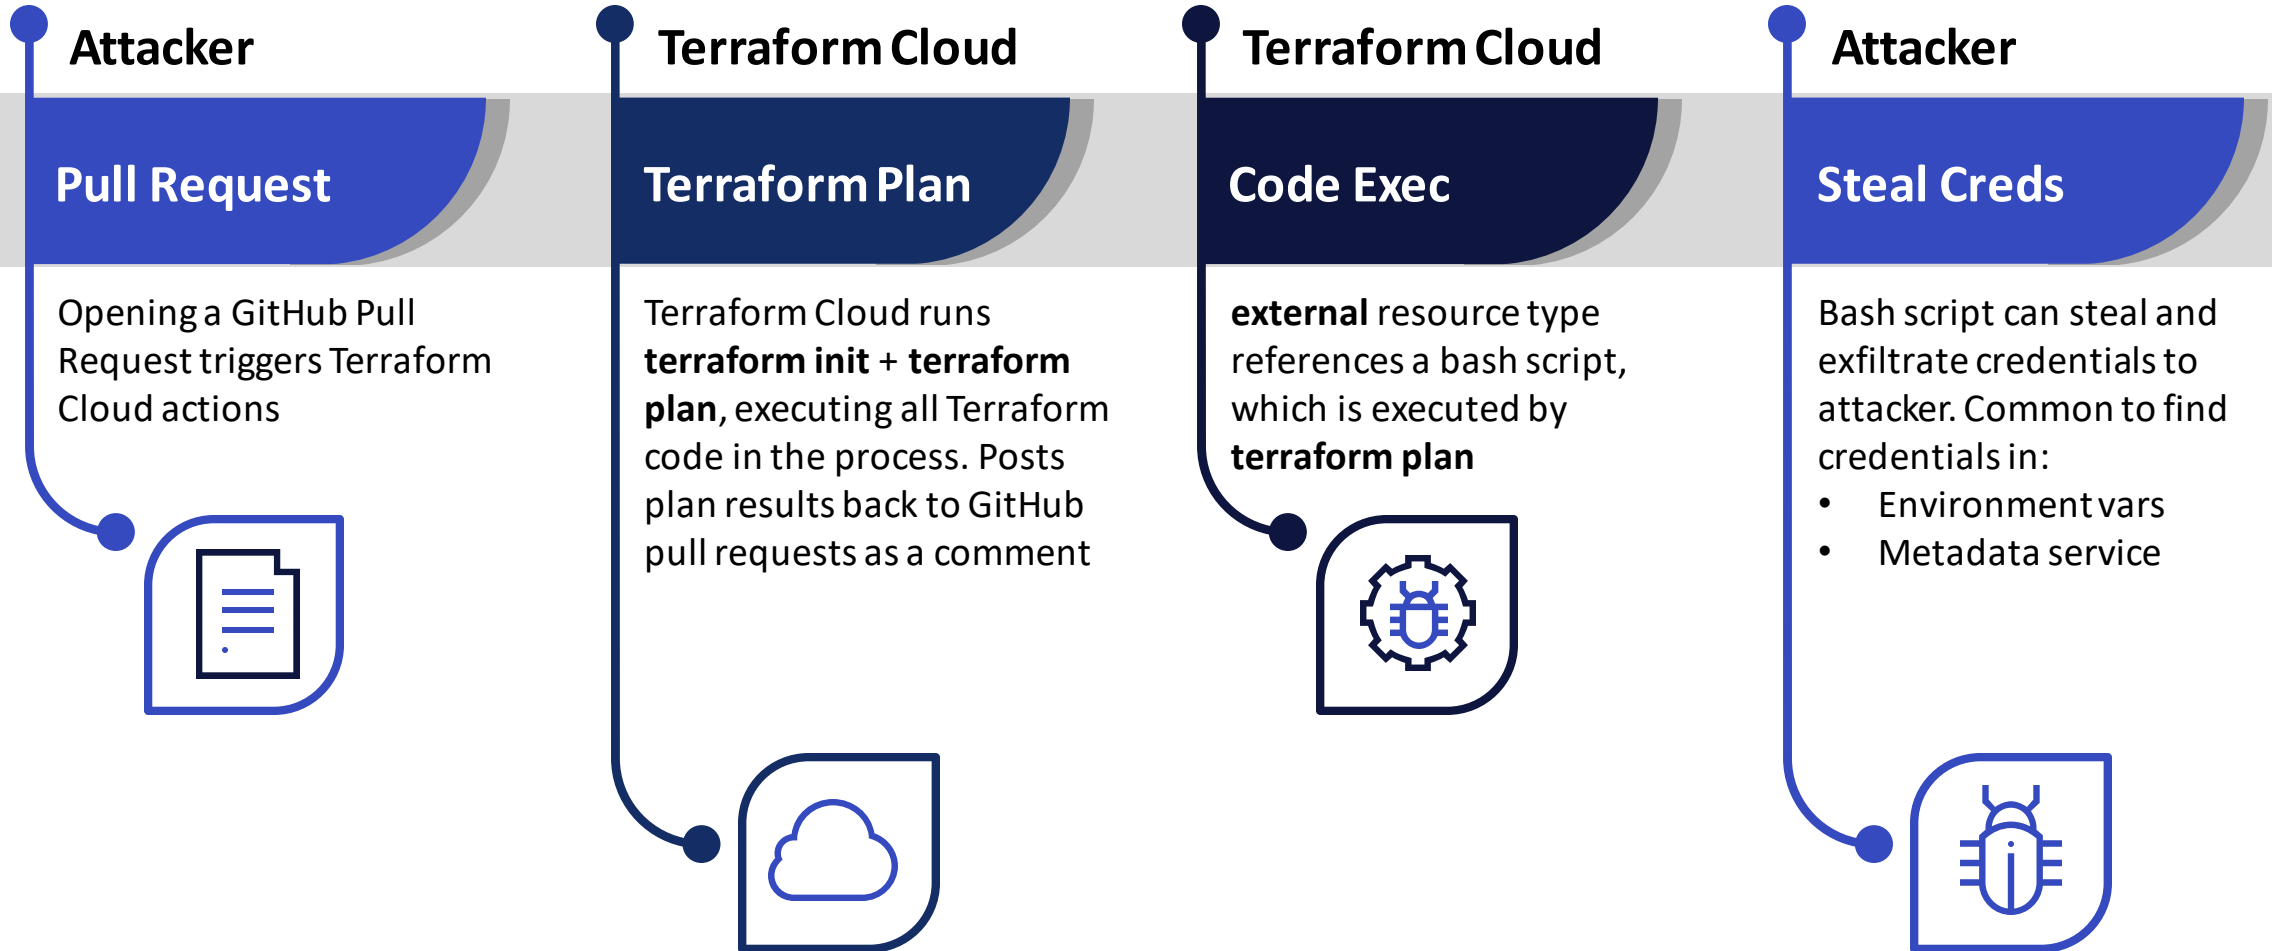 Attacker
Pull Request
Opening a GitHub Pull
Request triggers Terraform
Cloud actions
Terraform Cloud
Terraform Plan
Terraform Cloud runs
terraform init + terraform
plan, executing all Terraform
code in the process. Posts
plan results back to GitHub
pull requests as a comment
Terraform Cloud
Code Exec
external resource type
references a bash script,
which is executed by
terraform plan
Attacker
Steal Creds
Bash script can steal and
exfiltrate credentials to
attacker. Common to find
credentials in:
• Environment vars
• Metadata service